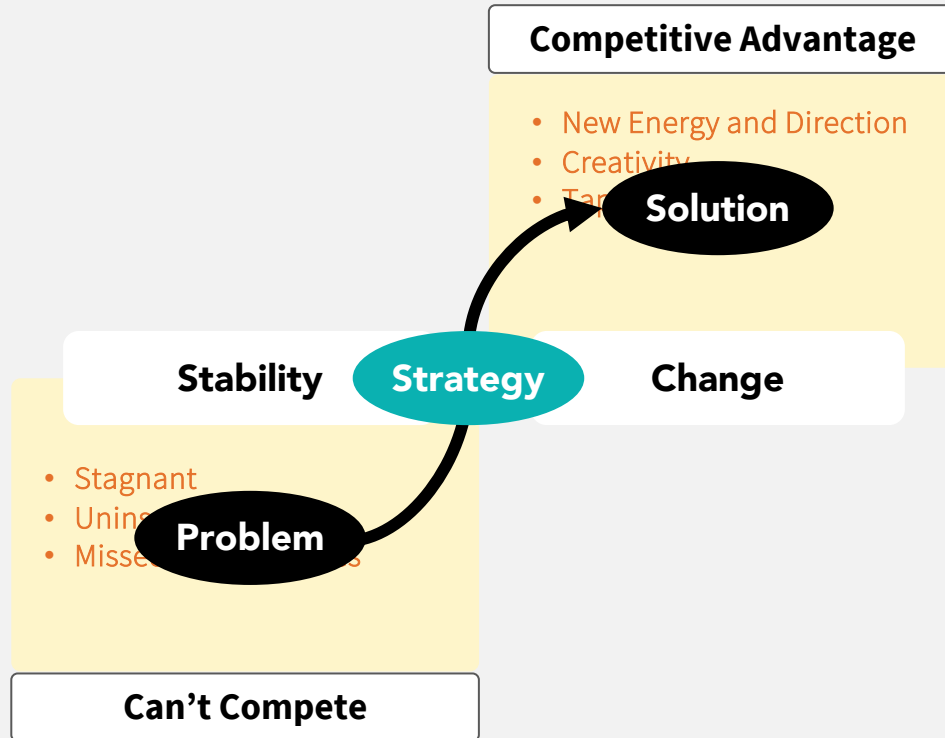 Competitive Advantage
• New Energy and Direction
• Creativity
Solution
Stability
Strategy
Change
• Stagnant
Problem
Can't Compete